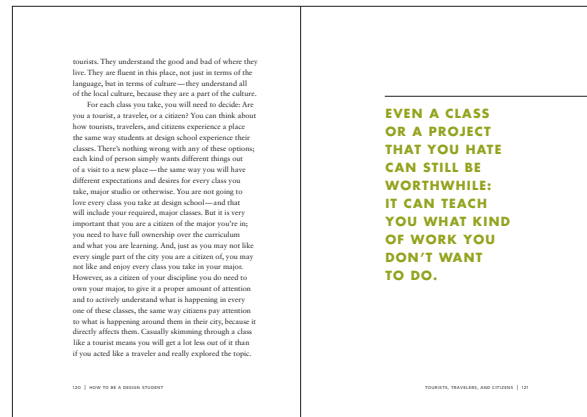 tourists. They understand the good and bad of where they
live. They are fluent in this place, not just in terms of the
language, but in terms of culture—they understand all
of the local culture, because they are a part of the culture.
For each class you take, you will need to decide: Are
you a tourist, a traveler, or a citizen? You can think about
how tourists, travelers, and citizens experience a place
the same way students at design school experience their
classes. There's nothing wrong with any of these options;
each kind of person simply wants different things out
of a visit to a new place—the same way you will have
different expectations and desires for every class you
take, major studio or otherwise. You are not going to
love every class you take at design school—and that
will include your required, major classes. But it is very
important that you are a citizen of the major you're in;
you need to have full ownership over the curriculum
and what you are learning. And, just as you may not like
every single part of the city you are a citizen of, you may
not like and enjoy every class you take in your major.
However, as a citizen of your discipline you do need to
own your major, to give it a proper amount of attention
and to actively understand what is happening in every
one of these classes, the same way citizens pay attention
to what is happening around them in their city, because it
directly affects them. Casually skimming through a class
like a tourist means you will get a lot less out of it than
if you acted like a traveler and really explored the topic.
120 | HOW TO BE A DESIGN STUDENT
EVEN A CLASS
OR A PROJECT
THAT YOU HATE
CAN STILL BE
WORTHWHILE:
IT CAN TEACH
YOU WHAT KIND
OF WORK YOU
DON'T WANT
TO DO.
TOURISTS, TRAVELERS, AND CITIZENS | 121